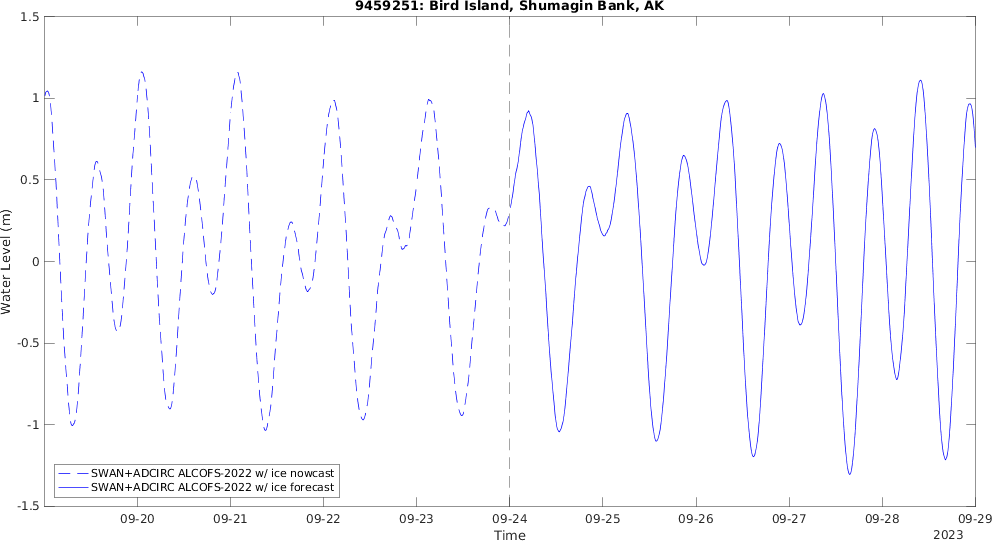 9459251: Bird Island, Shumagin Bank, AK
1.5
1
0.5
0
-0.5
-1
-1.5
Water Level (m)
SWAN+ADCIRC ALCOFS-2022 w/ ice nowcast
SWAN+ADCIRC ALCOFS-2022 w/ ice forecast
09-20 09-21 09-22 09-23 09-24 09-25 09-26 09-27 09-28 09-29
Time
2023